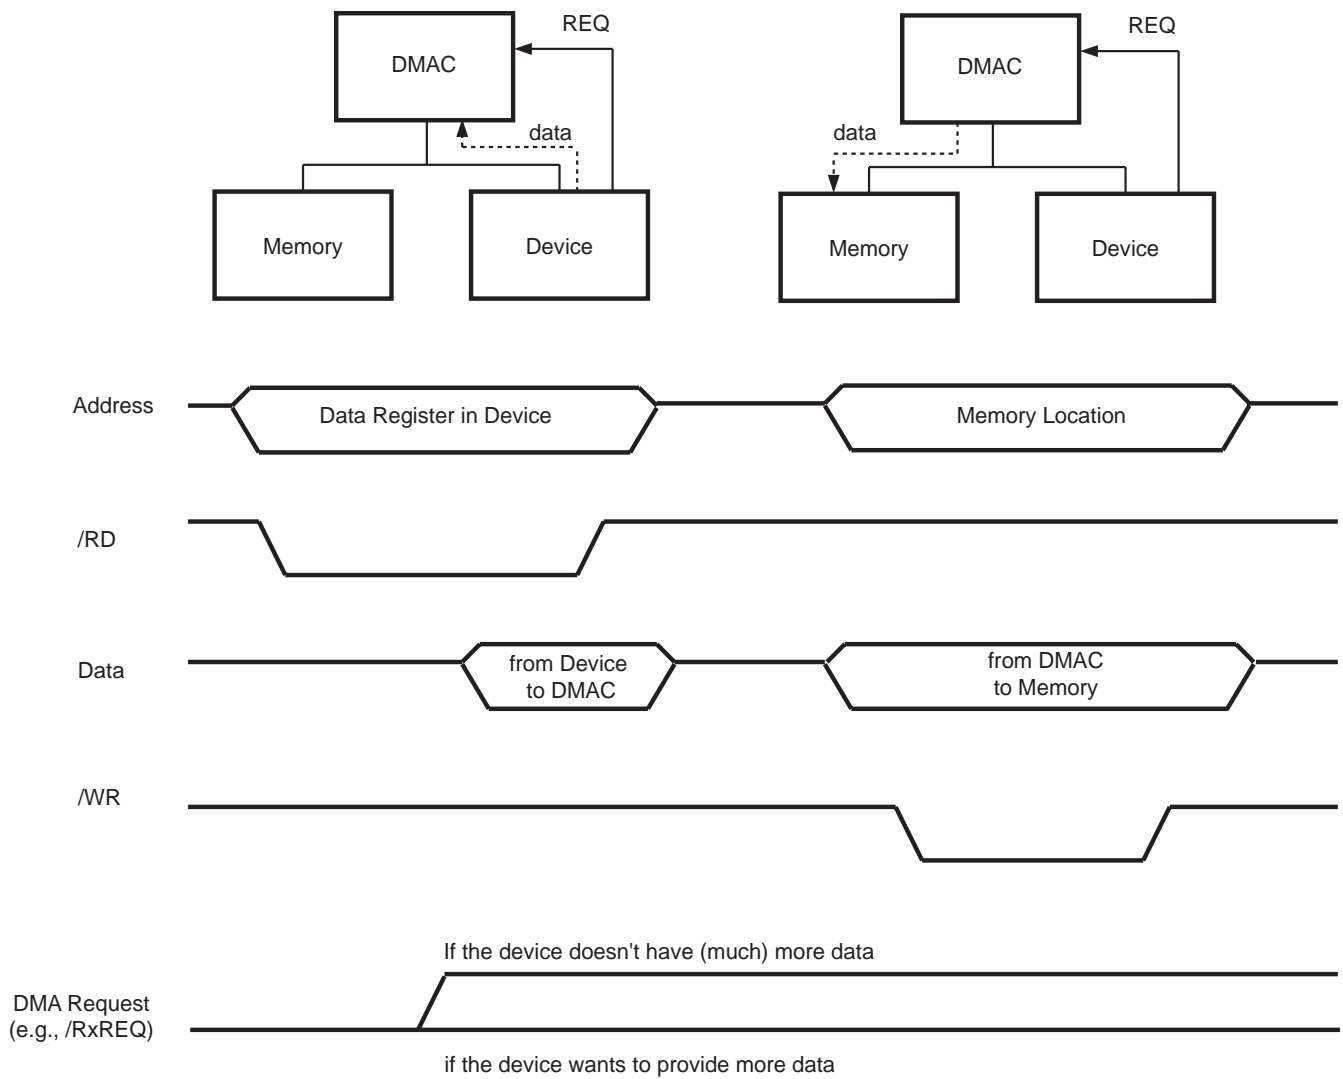 REQ
DMAC
data
Memory
Device
REQ
DMAC
data
Memory
Device
Address
Data Register in Device
Memory Location
/RD
Data
from Device
to DMAC
from DMAC
to Memory
/WR
If the device doesn't have (much) more data
DMA Request
(e.g., /RxREQ)
if the device wants to provide more data